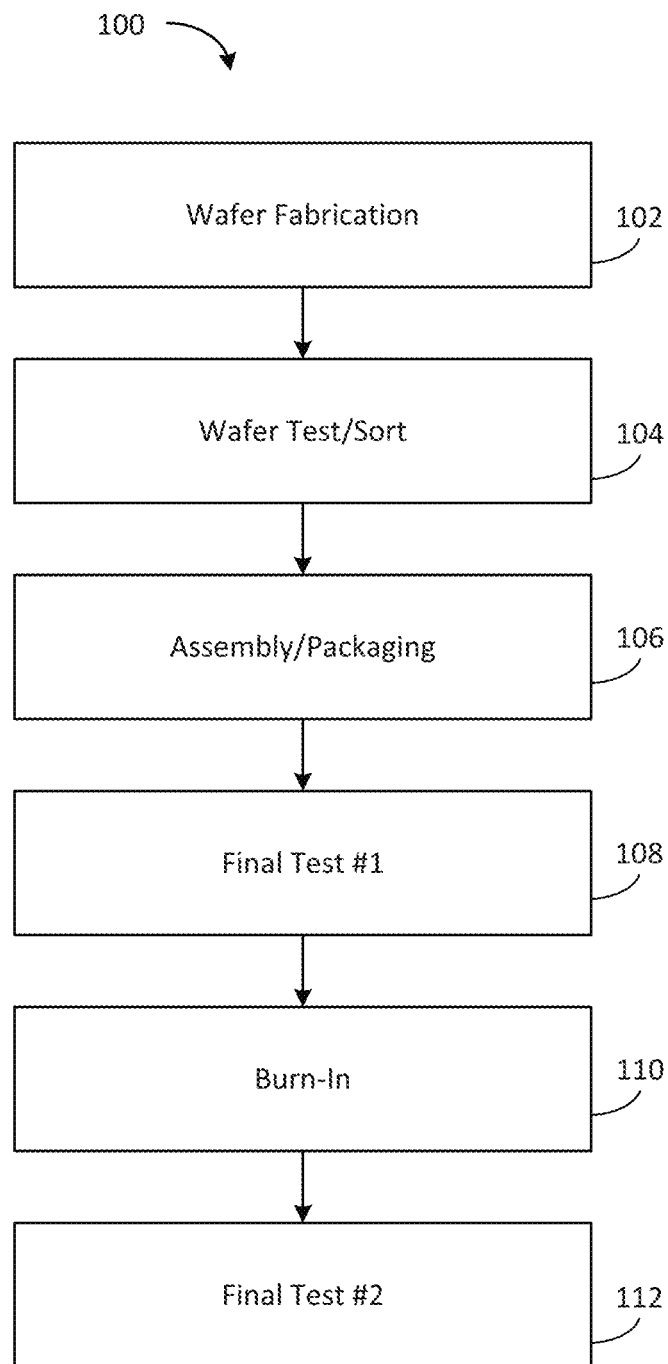 100
Wafer Fabrication
102
Wafer Test/Sort
104
Assembly/Packaging
106
Final Test #1
108
Burn-In
110
Final Test #2
112